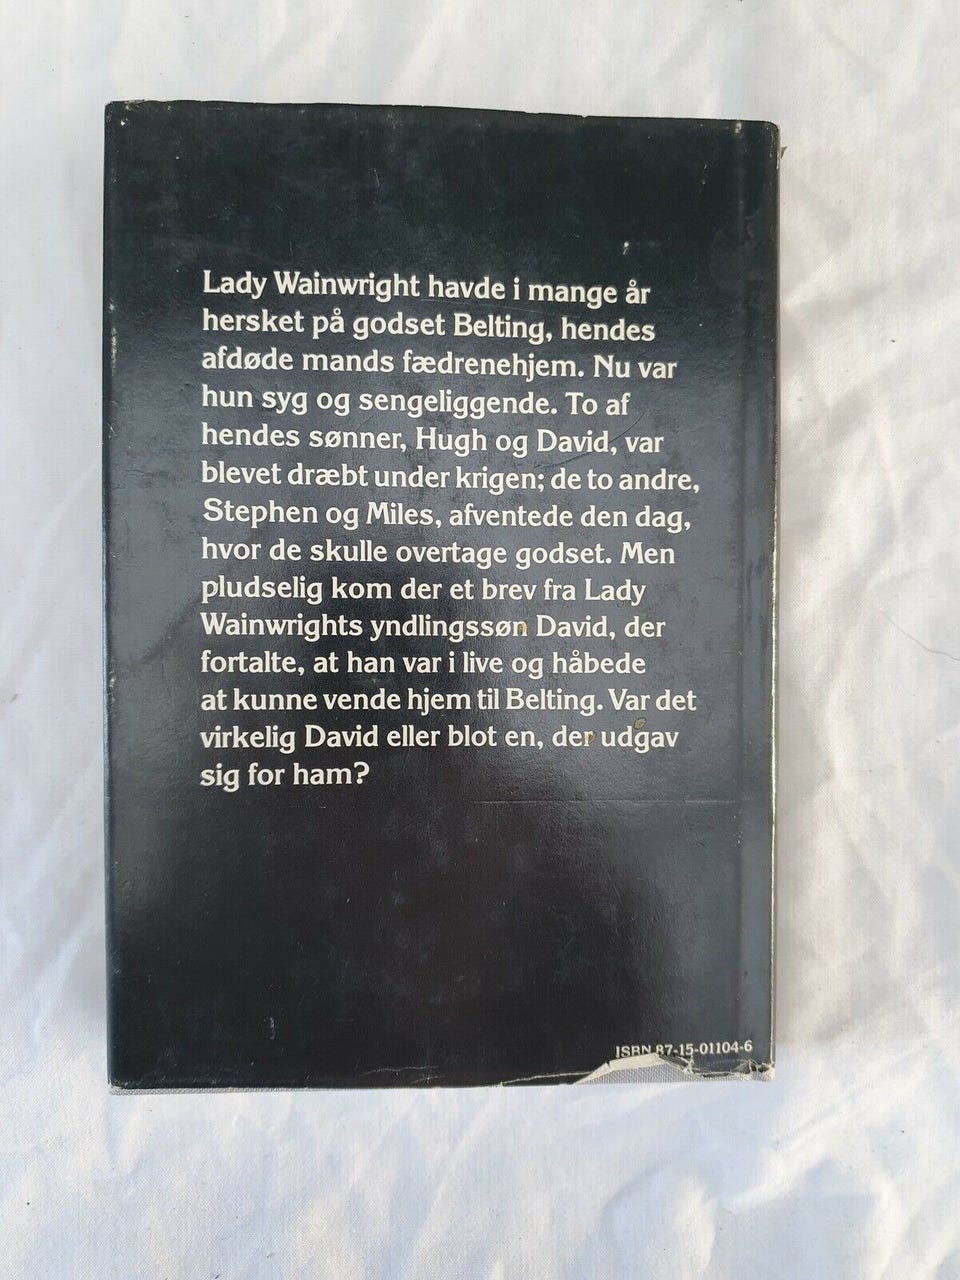 Lady Wainwright havde i mange år
hersket på godset Belting, hendes
afdøde mands fædrenehjem. Nu var
hun syg og sengeliggende. To af
hendes sønner, Hugh og David, var
blevet dræbt under krigen; de to andre,
Stephen og Miles, afventede den dag,
hvor de skulle overtage godset. Men
pludselig kom der et brev fra Lady
Wainwrights yndlingssøn David, der
fortalte, at han var i live og håbede
at kunne vende hjem til Belting. Var det
virkelig David eller blot en, der udgav
sig for ham?
ISBN 87-15-01104-6